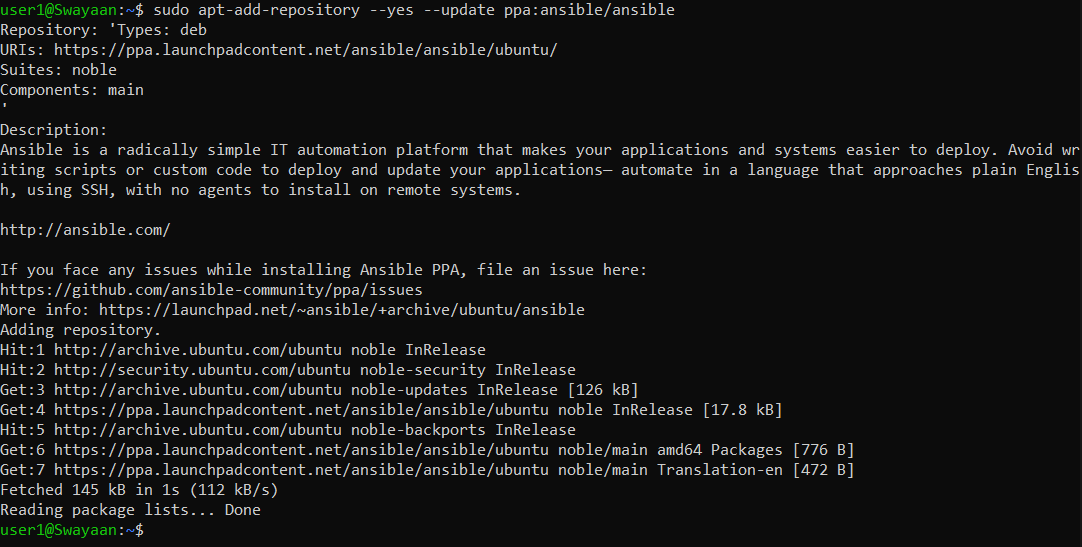 user1@Swayaan:~$ sudo apt-add-repository --yes --update ppa:ansible/ansible
Repository: 'Types: deb
URIs: https://ppa.launchpadcontent.net/ansible/ansible/ubuntu/
Suites: noble
Components: main
'
Description:
Ansible is a radically simple IT automation platform that makes your applications and systems easier to deploy. Avoid wr
iting scripts or custom code to deploy and update your applications— automate in a language that approaches plain Englis
h, using SSH, with no agents to install on remote systems.

http://ansible.com/

If you face any issues while installing Ansible PPA, file an issue here:
https://github.com/ansible-community/ppa/issues
More info: https://launchpad.net/~ansible/+archive/ubuntu/ansible
Adding repository.
Hit:1 http://archive.ubuntu.com/ubuntu noble InRelease
Hit:2 http://security.ubuntu.com/ubuntu noble-security InRelease
Get:3 http://archive.ubuntu.com/ubuntu noble-updates InRelease [126 kB]
Get:4 https://ppa.launchpadcontent.net/ansible/ansible/ubuntu noble InRelease [17.8 kB]
Hit:5 http://archive.ubuntu.com/ubuntu noble-backports InRelease
Get:6 https://ppa.launchpadcontent.net/ansible/ansible/ubuntu noble/main amd64 Packages [776 B]
Get:7 https://ppa.launchpadcontent.net/ansible/ansible/ubuntu noble/main Translation-en [472 B]
Fetched 145 kB in 1s (112 kB/s)
Reading package lists... Done
user1@Swayaan:~$